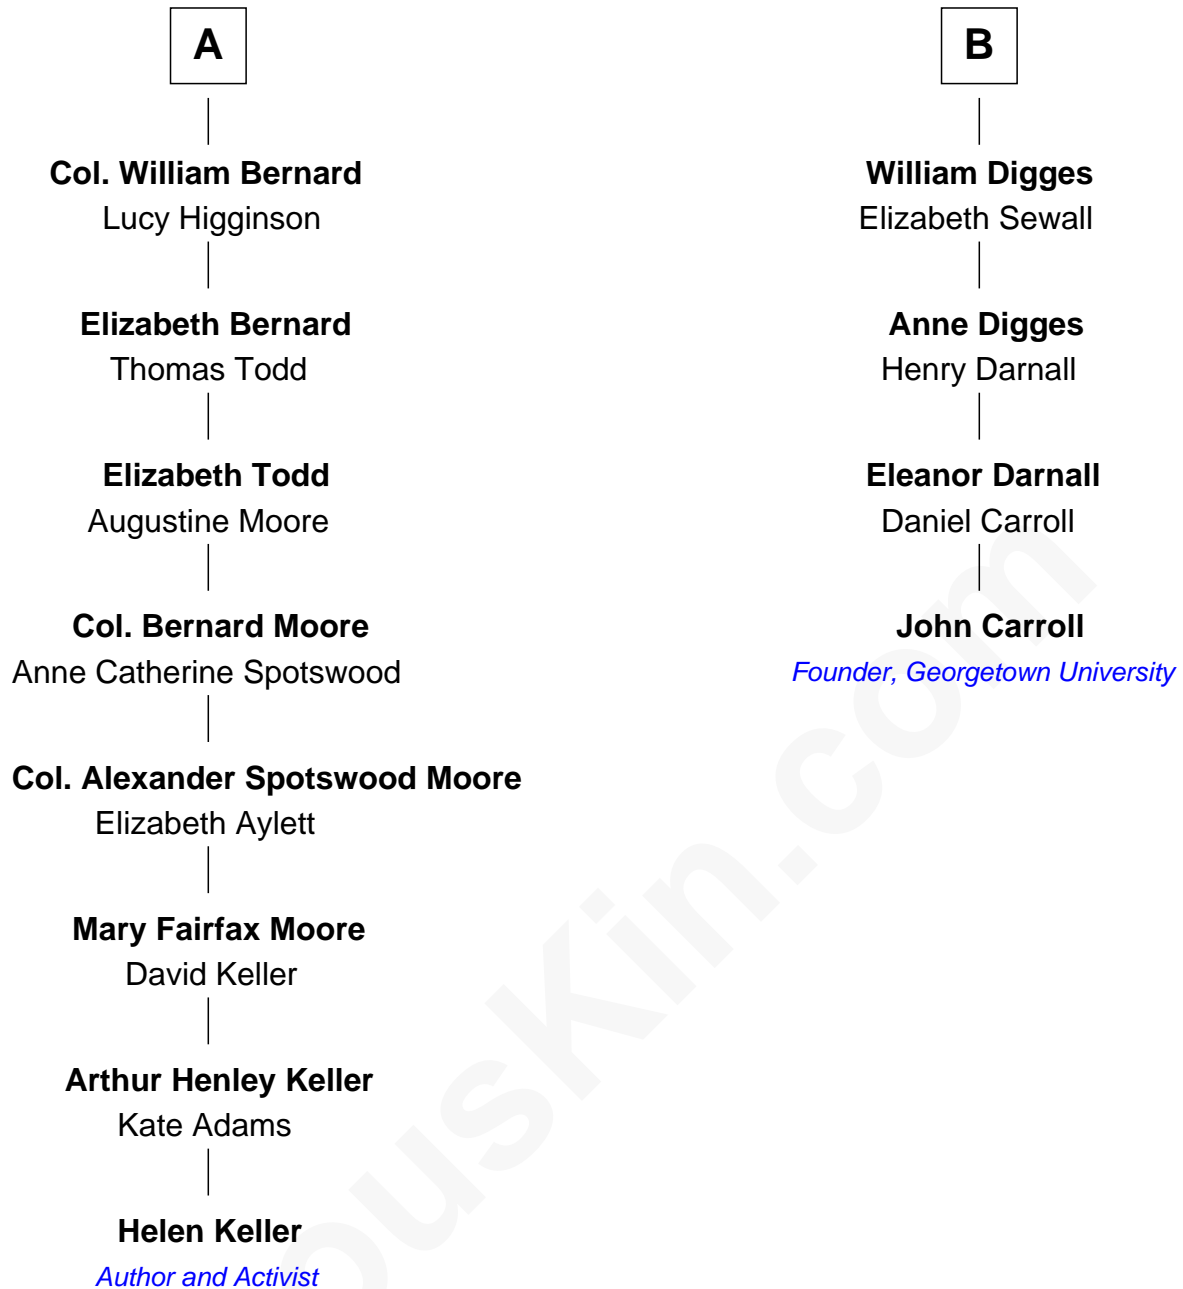 A
Col. William Bernard
Lucy Higginson
Elizabeth Bernard
Thomas Todd
Elizabeth Todd
Augustine Moore
Col. Bernard Moore
Anne Catherine Spotswood
Col. Alexander Spotswood Moore
Elizabeth Aylett
Mary Fairfax Moore
David Keller
Arthur Henley Keller
Kate Adams
Helen Keller
Author and Activist
B
William Digges
Elizabeth Sewall
Anne Digges
Henry Darnall
Eleanor Darnall
Daniel Carroll
John Carroll
Founder, Georgetown University
ousKin.com